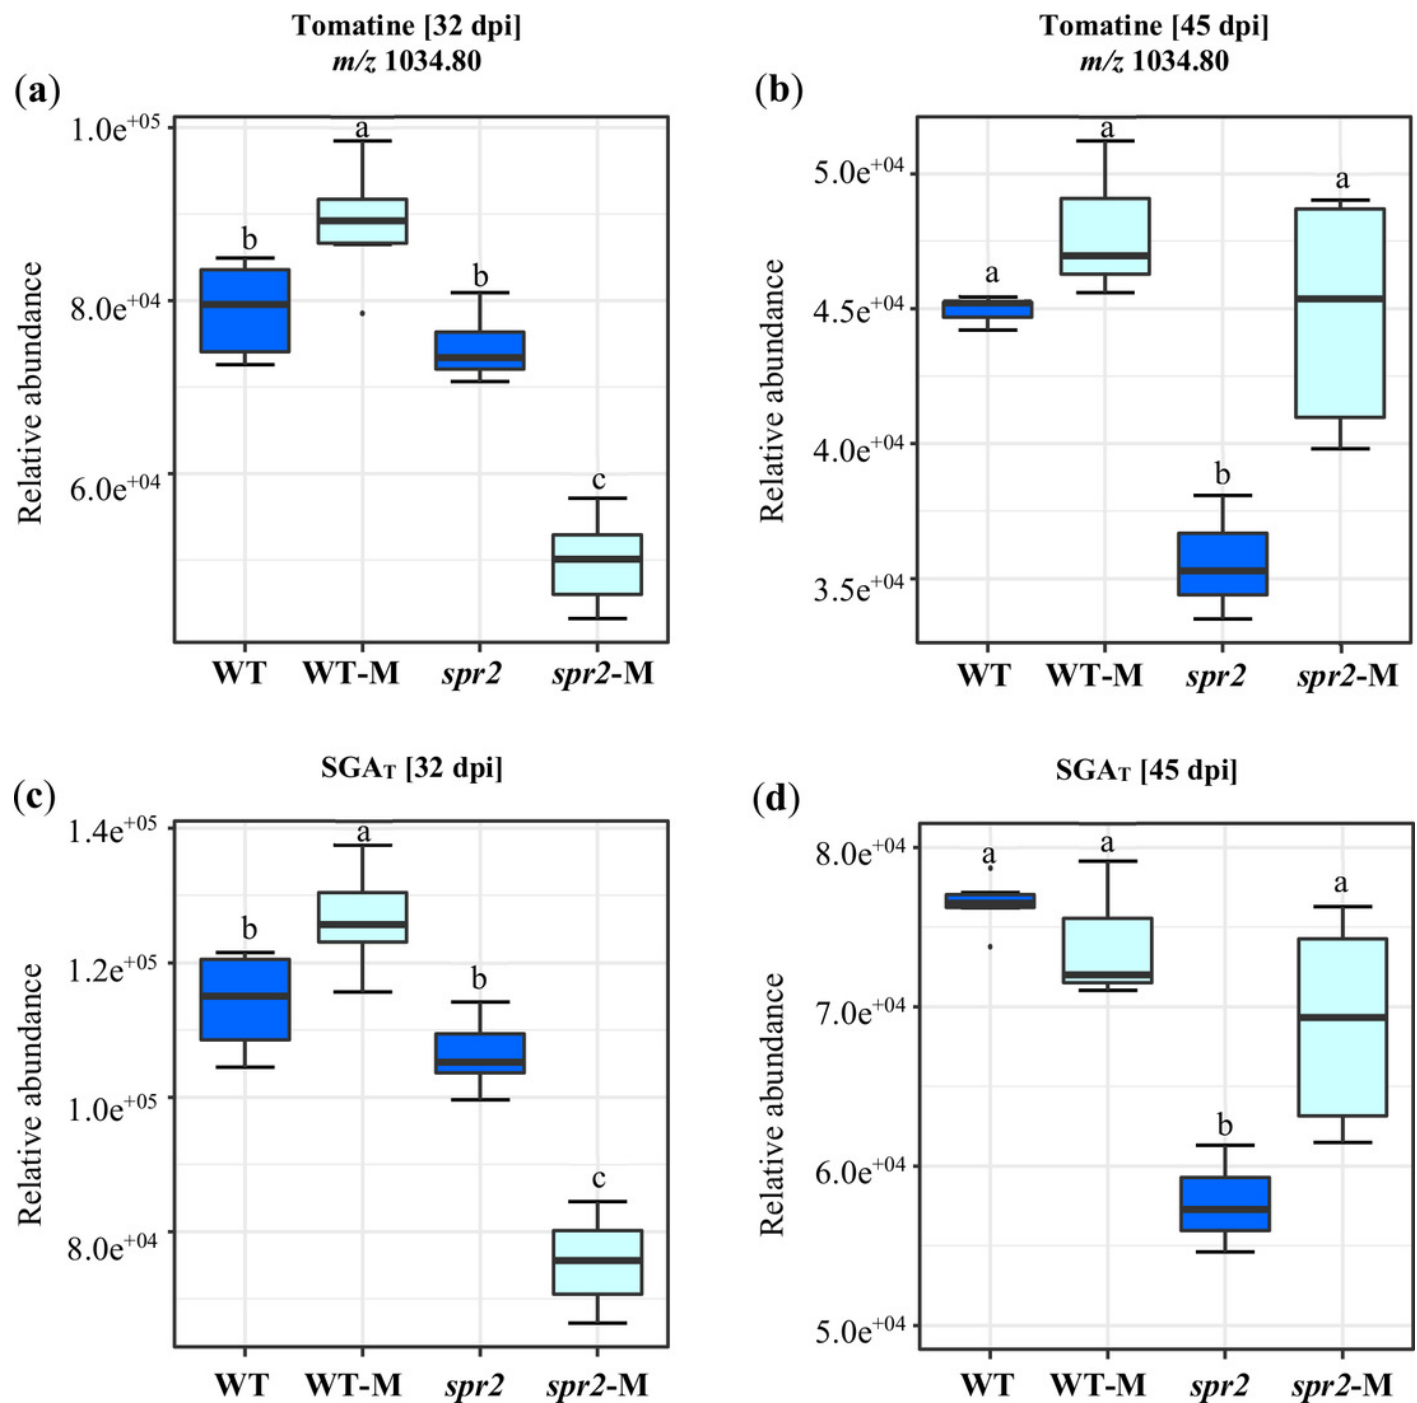 Tomatine [32 dpi]
m/z 1034.80
(a)
1.0e+05
8.0e+04
6.0e+04
Relative abundance
b
a
b
c
WT WT-M spr2 spr2-M
Tomatine [45 dpi]
m/z 1034.80
(b)
5.0e+04
4.5e+04
4.0e+04
3.5e+04
Relative abundance
a
a
b
a
WT WT-M spr2 spr2-M
SGAT [32 dpi]
(c)
1.4e+05
1.2e+05
1.0e+05
8.0e+04
Relative abundance
b
a
b
c
WT WT-M spr2 spr2-M
SGAT [45 dpi]
(d)
8.0e+04
7.0e+04
6.0e+04
5.0e+04
Relative abundance
a
a
b
a
WT WT-M spr2 spr2-M